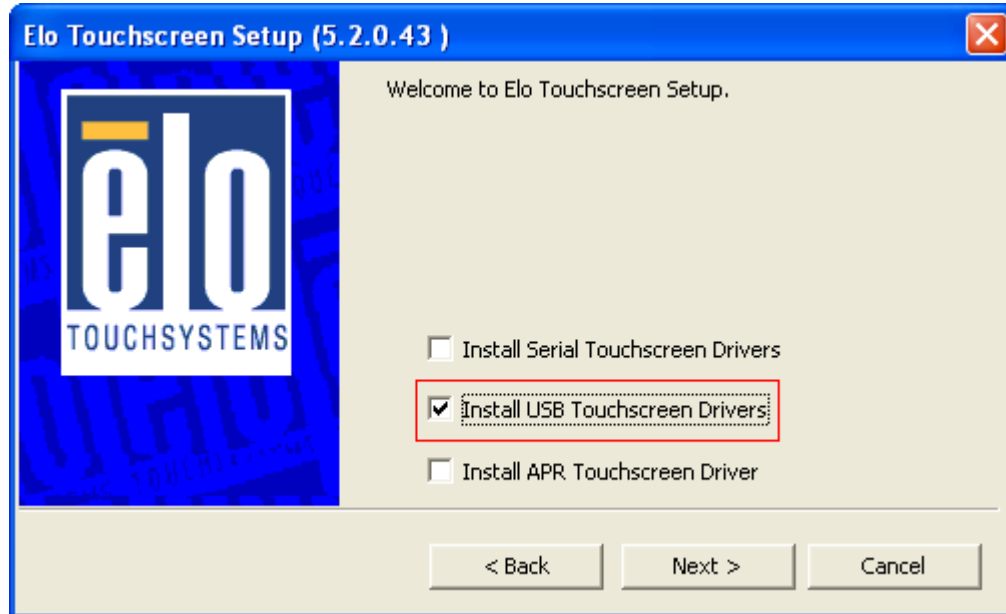 Elo Touchscreen Setup (5.2.0.43 )
Welcome to Elo Touchscreen Setup.
ēlo
TOUCHSYSTEMS
Install Serial Touchscreen Drivers
Install USB Touchscreen Drivers
Install APR Touchscreen Driver
< Back
Next >
Cancel